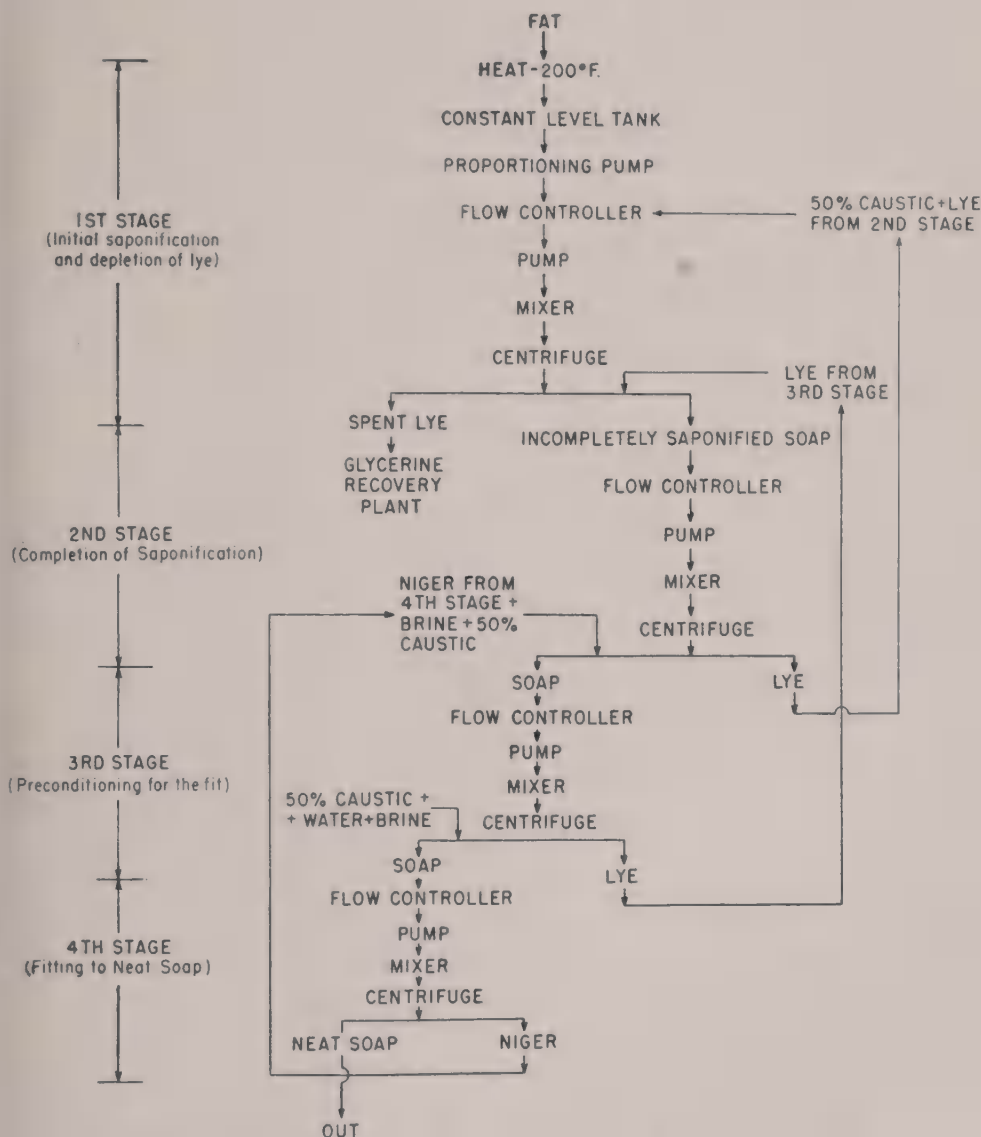 FAT
HEAT-200°F.
CONSTANT LEVEL TANK
PROPORTIONING PUMP
1ST STAGE
(Initial saponification
and depletion of lye)
FLOW CONTROLLER
50% CAUSTIC+LYE
FROM 2ND STAGE
PUMP
MIXER
CENTRIFUGE
LYE FROM
3RD STAGE
SPENT LYE
INCOMPLETELY SAPONIFIED SOAP
GLYCERINE
RECOVERY
PLANT
FLOW CONTROLLER
2ND STAGE
(Completion of Saponification)
PUMP
MIXER
NIGER FROM
4TH STAGE +
BRINE+50%
CAUSTIC
CENTRIFUGE
SOAP
LYE
FLOW CONTROLLER
3RD STAGE
(Preconditioning for the fit)
PUMP
MIXER
50% CAUSTIC +
+ WATER+BRINE
CENTRIFUGE
SOAP
LYE
FLOW CONTROLLER
4TH STAGE
(Fitting to Neat Soap)
PUMP
MIXER
CENTRIFUGE
NEAT SOAP
NIGER
OUT